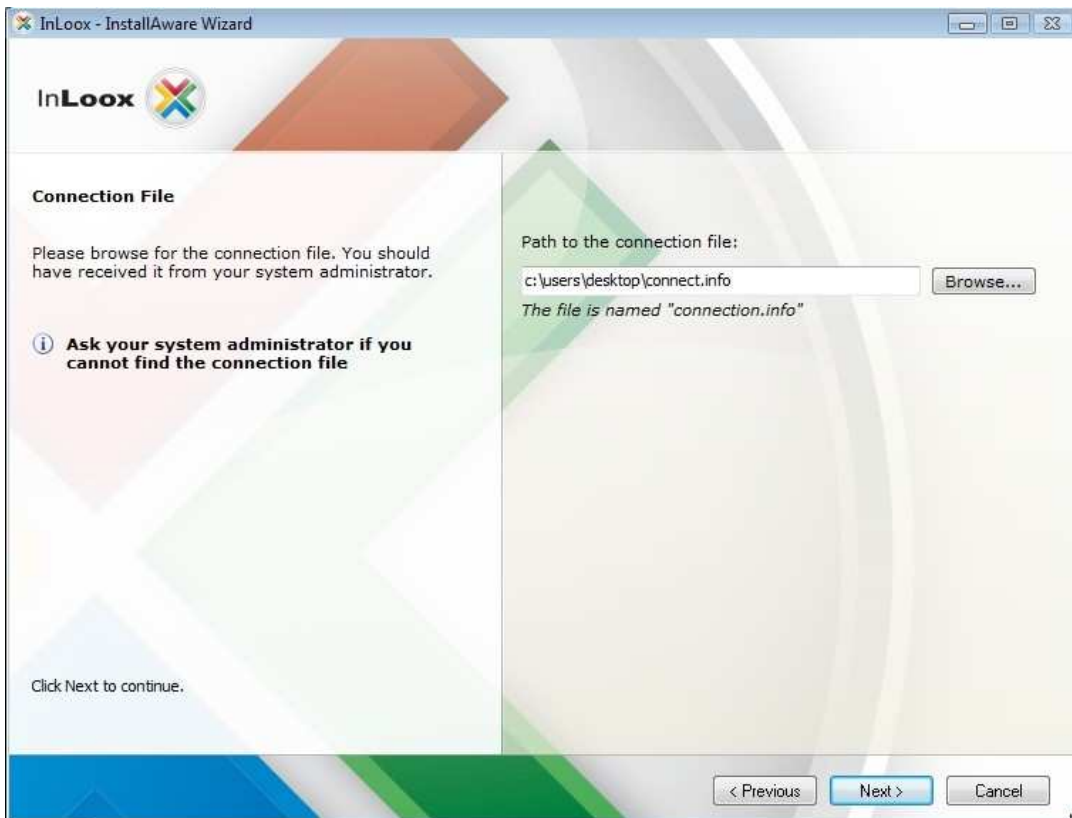 InLoox - InstallAware Wizard
InLoox
Connection File
Please browse for the connection file. You should
have received it from your system administrator.
Ask your system administrator if you
cannot find the connection file
Click Next to continue.
Path to the connection file:
c:\users\desktop\connect.info
Browse...
The file is named "connection.info"
< Previous
Next >
Cancel